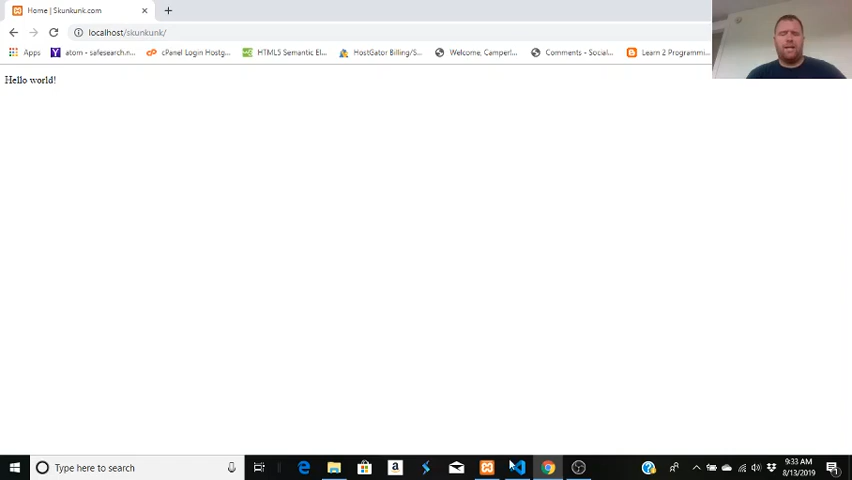 Home | Skunkunk.com
localhost/skunkunk/
Apps
atom - safesearch.n...
cPanel Login Hostg...
HTML5 Semantic El...
HostGator Billing/S...
Welcome, Camper!...
Comments - Social...
Learn 2 Programmi...
Hello world!
Type here to search
9:33 AM
8/13/2019